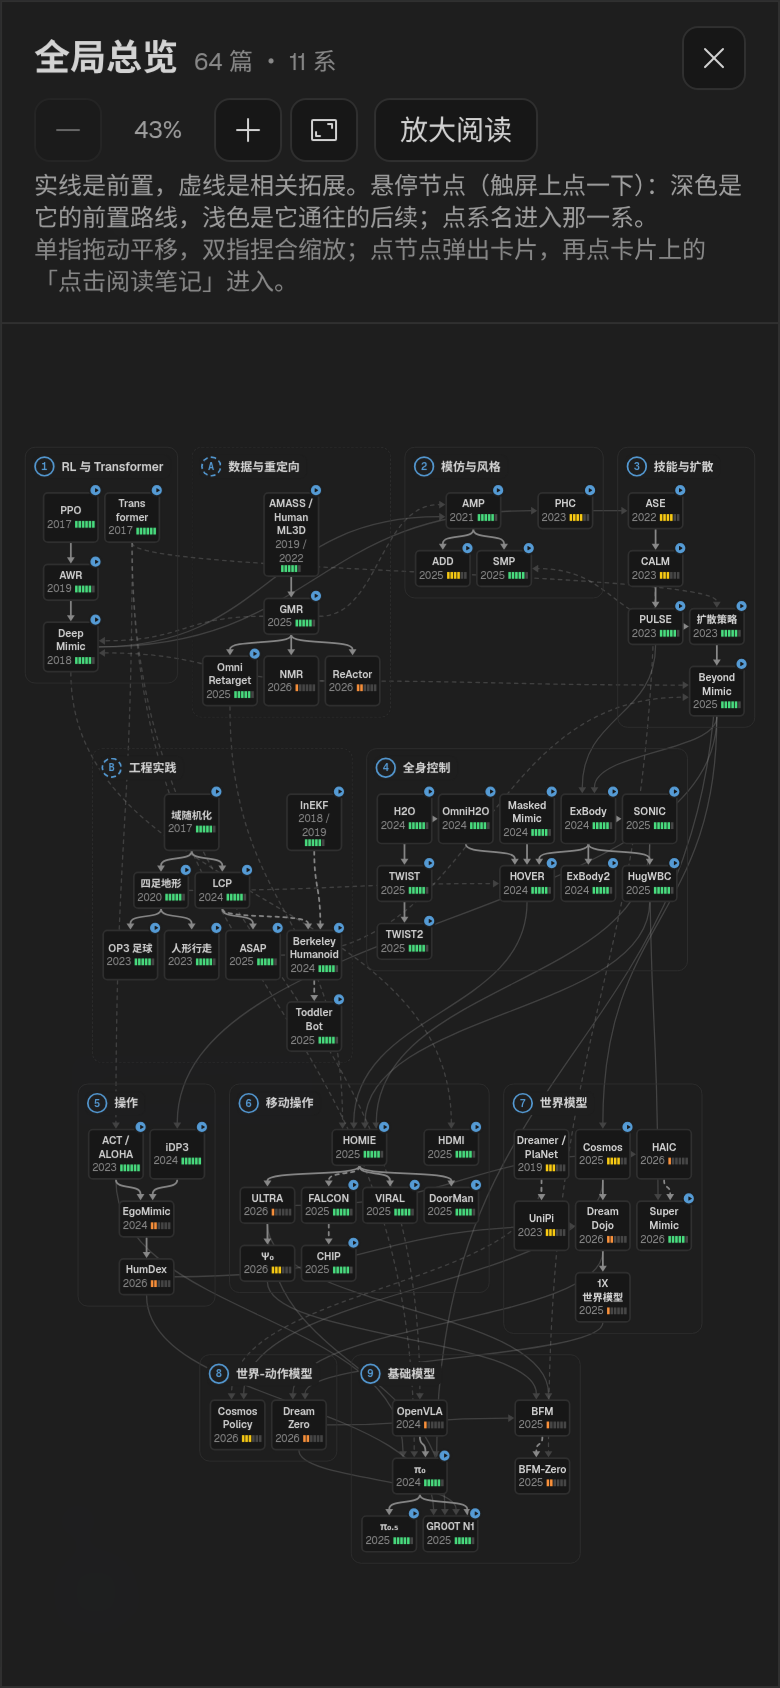 全局总览 64 篇 • 11 系
43%
放大阅读
实线是前置，虚线是相关拓展。悬停节点（触屏上点一下）：深色是
它的前置路线，浅色是它通往的后续；点系名进入那一系。
单指拖动平移，双指捏合缩放；点节点弹出卡片，再点卡片上的
「点击阅读笔记」进入。
1 RL 与 Transformer
PPO
2017
Trans
former
2017
AWR
2019
Deep
Mimic
2018
A 数据与重定向
AMASS /
Human
ML3D
2019 /
2022
GMR
2025
Omni
Retarget
2025
NMR
2026
ReActor
2026
2 模仿与风格
AMP
2021
PHC
2023
ADD
2025
SMP
2025
3 技能与扩散
ASE
2022
CALM
2023
PULSE
2023
扩散策略
2023
Beyond
Mimic
2025
B 工程实践
域随机化
2017
InEKF
2018 /
2019
四足地形
2020
LCP
2024
OP3 足球
2023
人形行走
2023
ASAP
2025
Berkeley
Humanoid
2024
Toddler
Bot
2025
4 全身控制
H2O
2024
OmniH2O
2024
Masked
Mimic
2024
ExBody
2024
SONIC
2025
TWIST
2025
HOVER
2024
ExBody2
2024
HugWBC
2025
TWIST2
2025
5 操作
ACT /
ALOHA
2023
iDP3
2024
EgoMimic
2024
HumDex
2026
6 移动操作
HOMIE
2025
HDMI
2025
ULTRA
2026
FALCON
2025
VIRAL
2025
DoorMan
2025
Ψ₀
2026
CHIP
2025
7 世界模型
Dreamer /
PlaNet
2019
Cosmos
2025
HAIC
2026
UniPi
2023
Dream
Dojo
2026
Super
Mimic
2026
1X
世界模型
2025
8 世界-动作模型
Cosmos
Policy
2026
Dream
Zero
2026
9 基础模型
OpenVLA
2024
BFM
2025
π₀
2024
BFM-Zero
2025
π₀.₅
2025
GR00T N1
2025